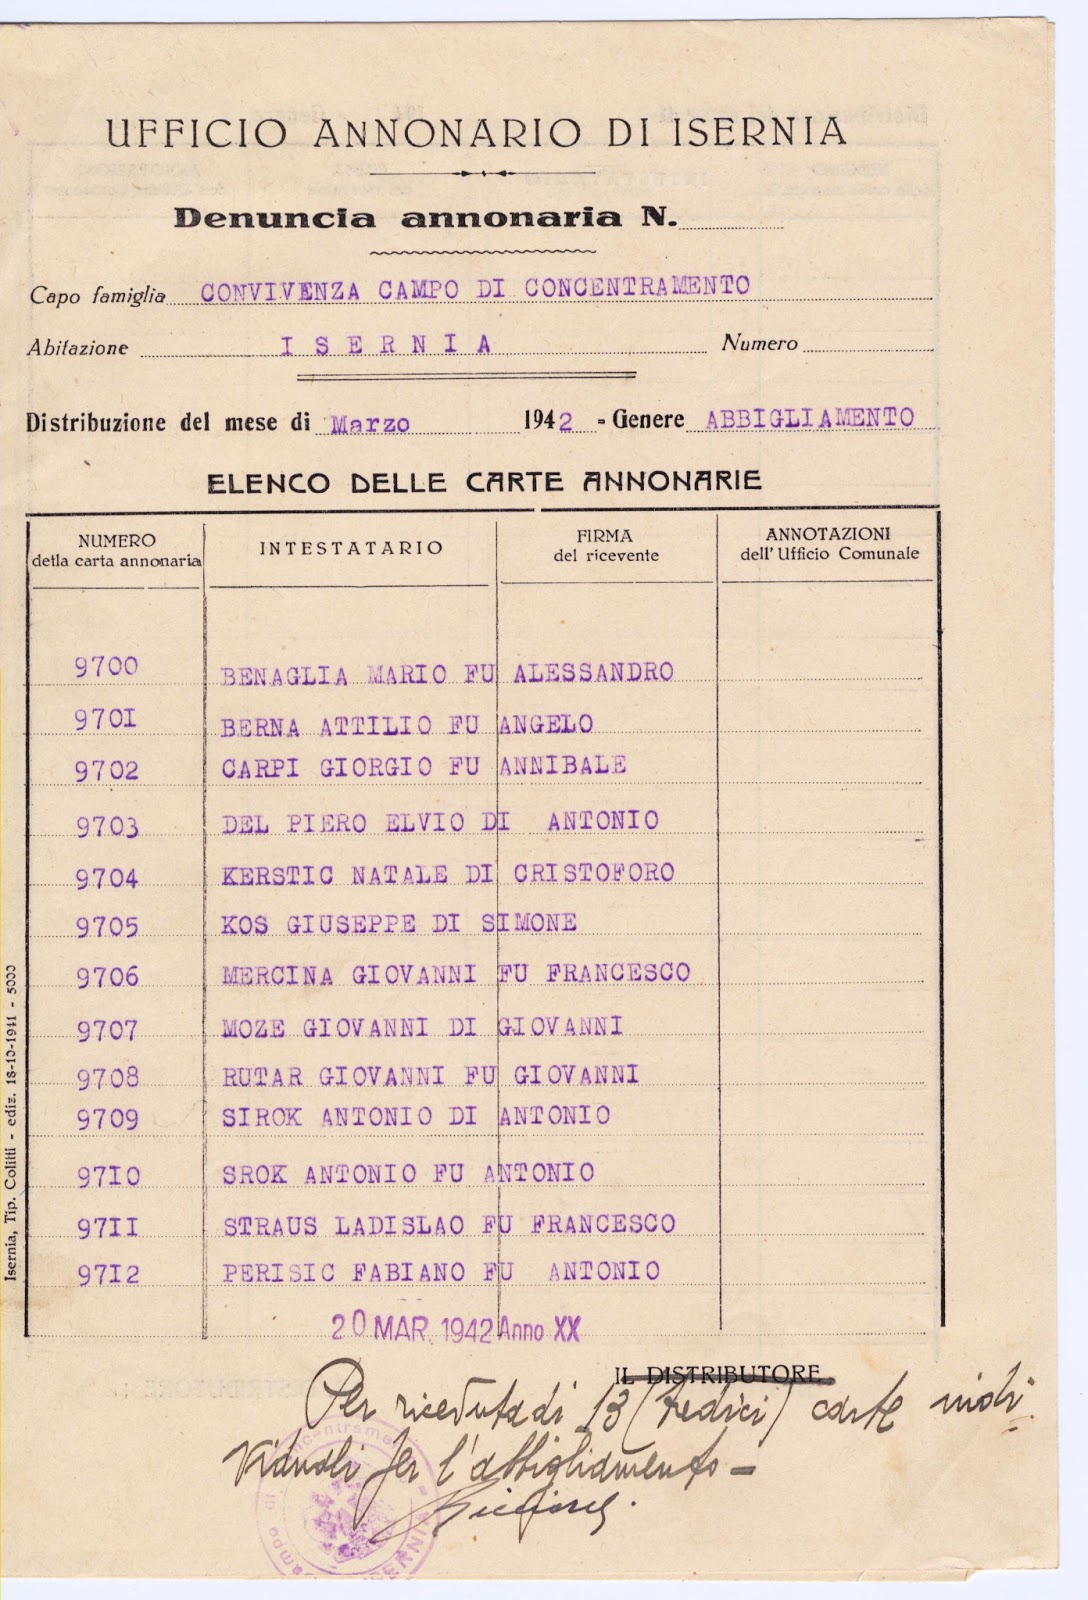 UFFICIO ANNONARIO DI ISERNIA
Denuncia annonaria N.
Capo famiglia CONVIVENZA CAMPO DI CONCENTRAMENTO
Abitazione ISERNIA Numero
Distribuzione del mese di Marzo 1942 - Genere ABBIGLIAMENTO
ELENCO DELLE CARTE ANNONARIE
NUMERO della carta annonaria INTESTATARIO FIRMA del ricevente ANNOTAZIONI dell' Ufficio Comunale
9700 BENAGLIA MARIO FU ALESSANDRO
9701 BERNA ATTILIO FU ANGELO
9702 CARPI GIORGIO FU ANNIBALE
9703 DEL PIERO ELVIO DI ANTONIO
9704 KERSTIC NATALE DI CRISTOFORO
9705 KOS GIUSEPPE DI SIMONE
9706 MERCINA GIOVANNI FU FRANCESCO
9707 MOZE GIOVANNI DI GIOVANNI
9708 RUTAR GIOVANNI FU GIOVANNI
9709 SIROK ANTONIO DI ANTONIO
9710 SROK ANTONIO FU ANTONIO
9711 STRAUS LADISLAO FU FRANCESCO
9712 PERISIC FABIANO FU ANTONIO
20 MAR. 1942 Anno XX
IL DISTRIBUTORE
Per ricevuta di 13 (tredici) carte indi
viduali per l'abbigliamento =
Isernia, Tip. Colitti - ediz. 18-10-1941 - 5000
ISERNIA